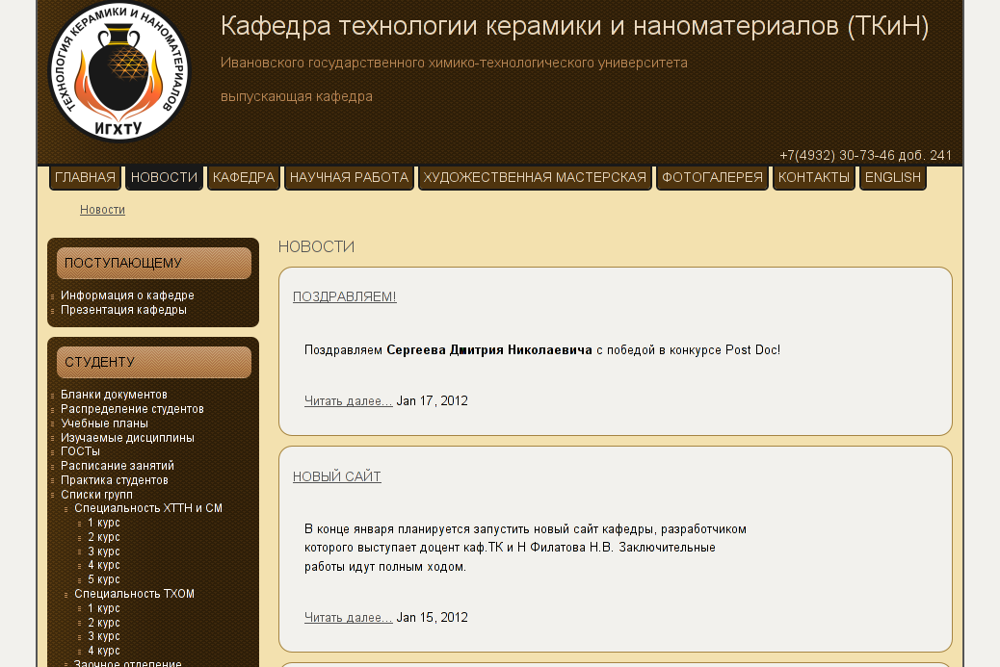 ТЕХНОЛОГИЯ КЕРАМИКИ И НАНОМАТЕРИАЛОВ
ИГХТУ
Кафедра технологии керамики и наноматериалов (ТКиН)
Ивановского государственного химико-технологического университета
выпускающая кафедра
+7(4932) 30-73-46 доб. 241
ГЛАВНАЯ НОВОСТИ КАФЕДРА НАУЧНАЯ РАБОТА ХУДОЖЕСТВЕННАЯ МАСТЕРСКАЯ ФОТОГАЛЕРЕЯ КОНТАКТЫ ENGLISH
Новости
ПОСТУПАЮЩЕМУ
Информация о кафедре
Презентация кафедры
СТУДЕНТУ
Бланки документов
Распределение студентов
Учебные планы
Изучаемые дисциплины
ГОСТы
Расписание занятий
Практика студентов
Списки групп
Специальность ХТТН и СМ
1 курс
2 курс
3 курс
4 курс
5 курс
Специальность ТХОМ
1 курс
2 курс
3 курс
4 курс
Заочное отделение
НОВОСТИ
ПОЗДРАВЛЯЕМ!
Поздравляем Сергеева Дмитрия Николаевича с победой в конкурсе Post Doc!
Читать далее... Jan 17, 2012
НОВЫЙ САЙТ
В конце января планируется запустить новый сайт кафедры, разработчиком
которого выступает доцент каф.ТК и Н Филатова Н.В. Заключительные
работы идут полным ходом.
Читать далее... Jan 15, 2012